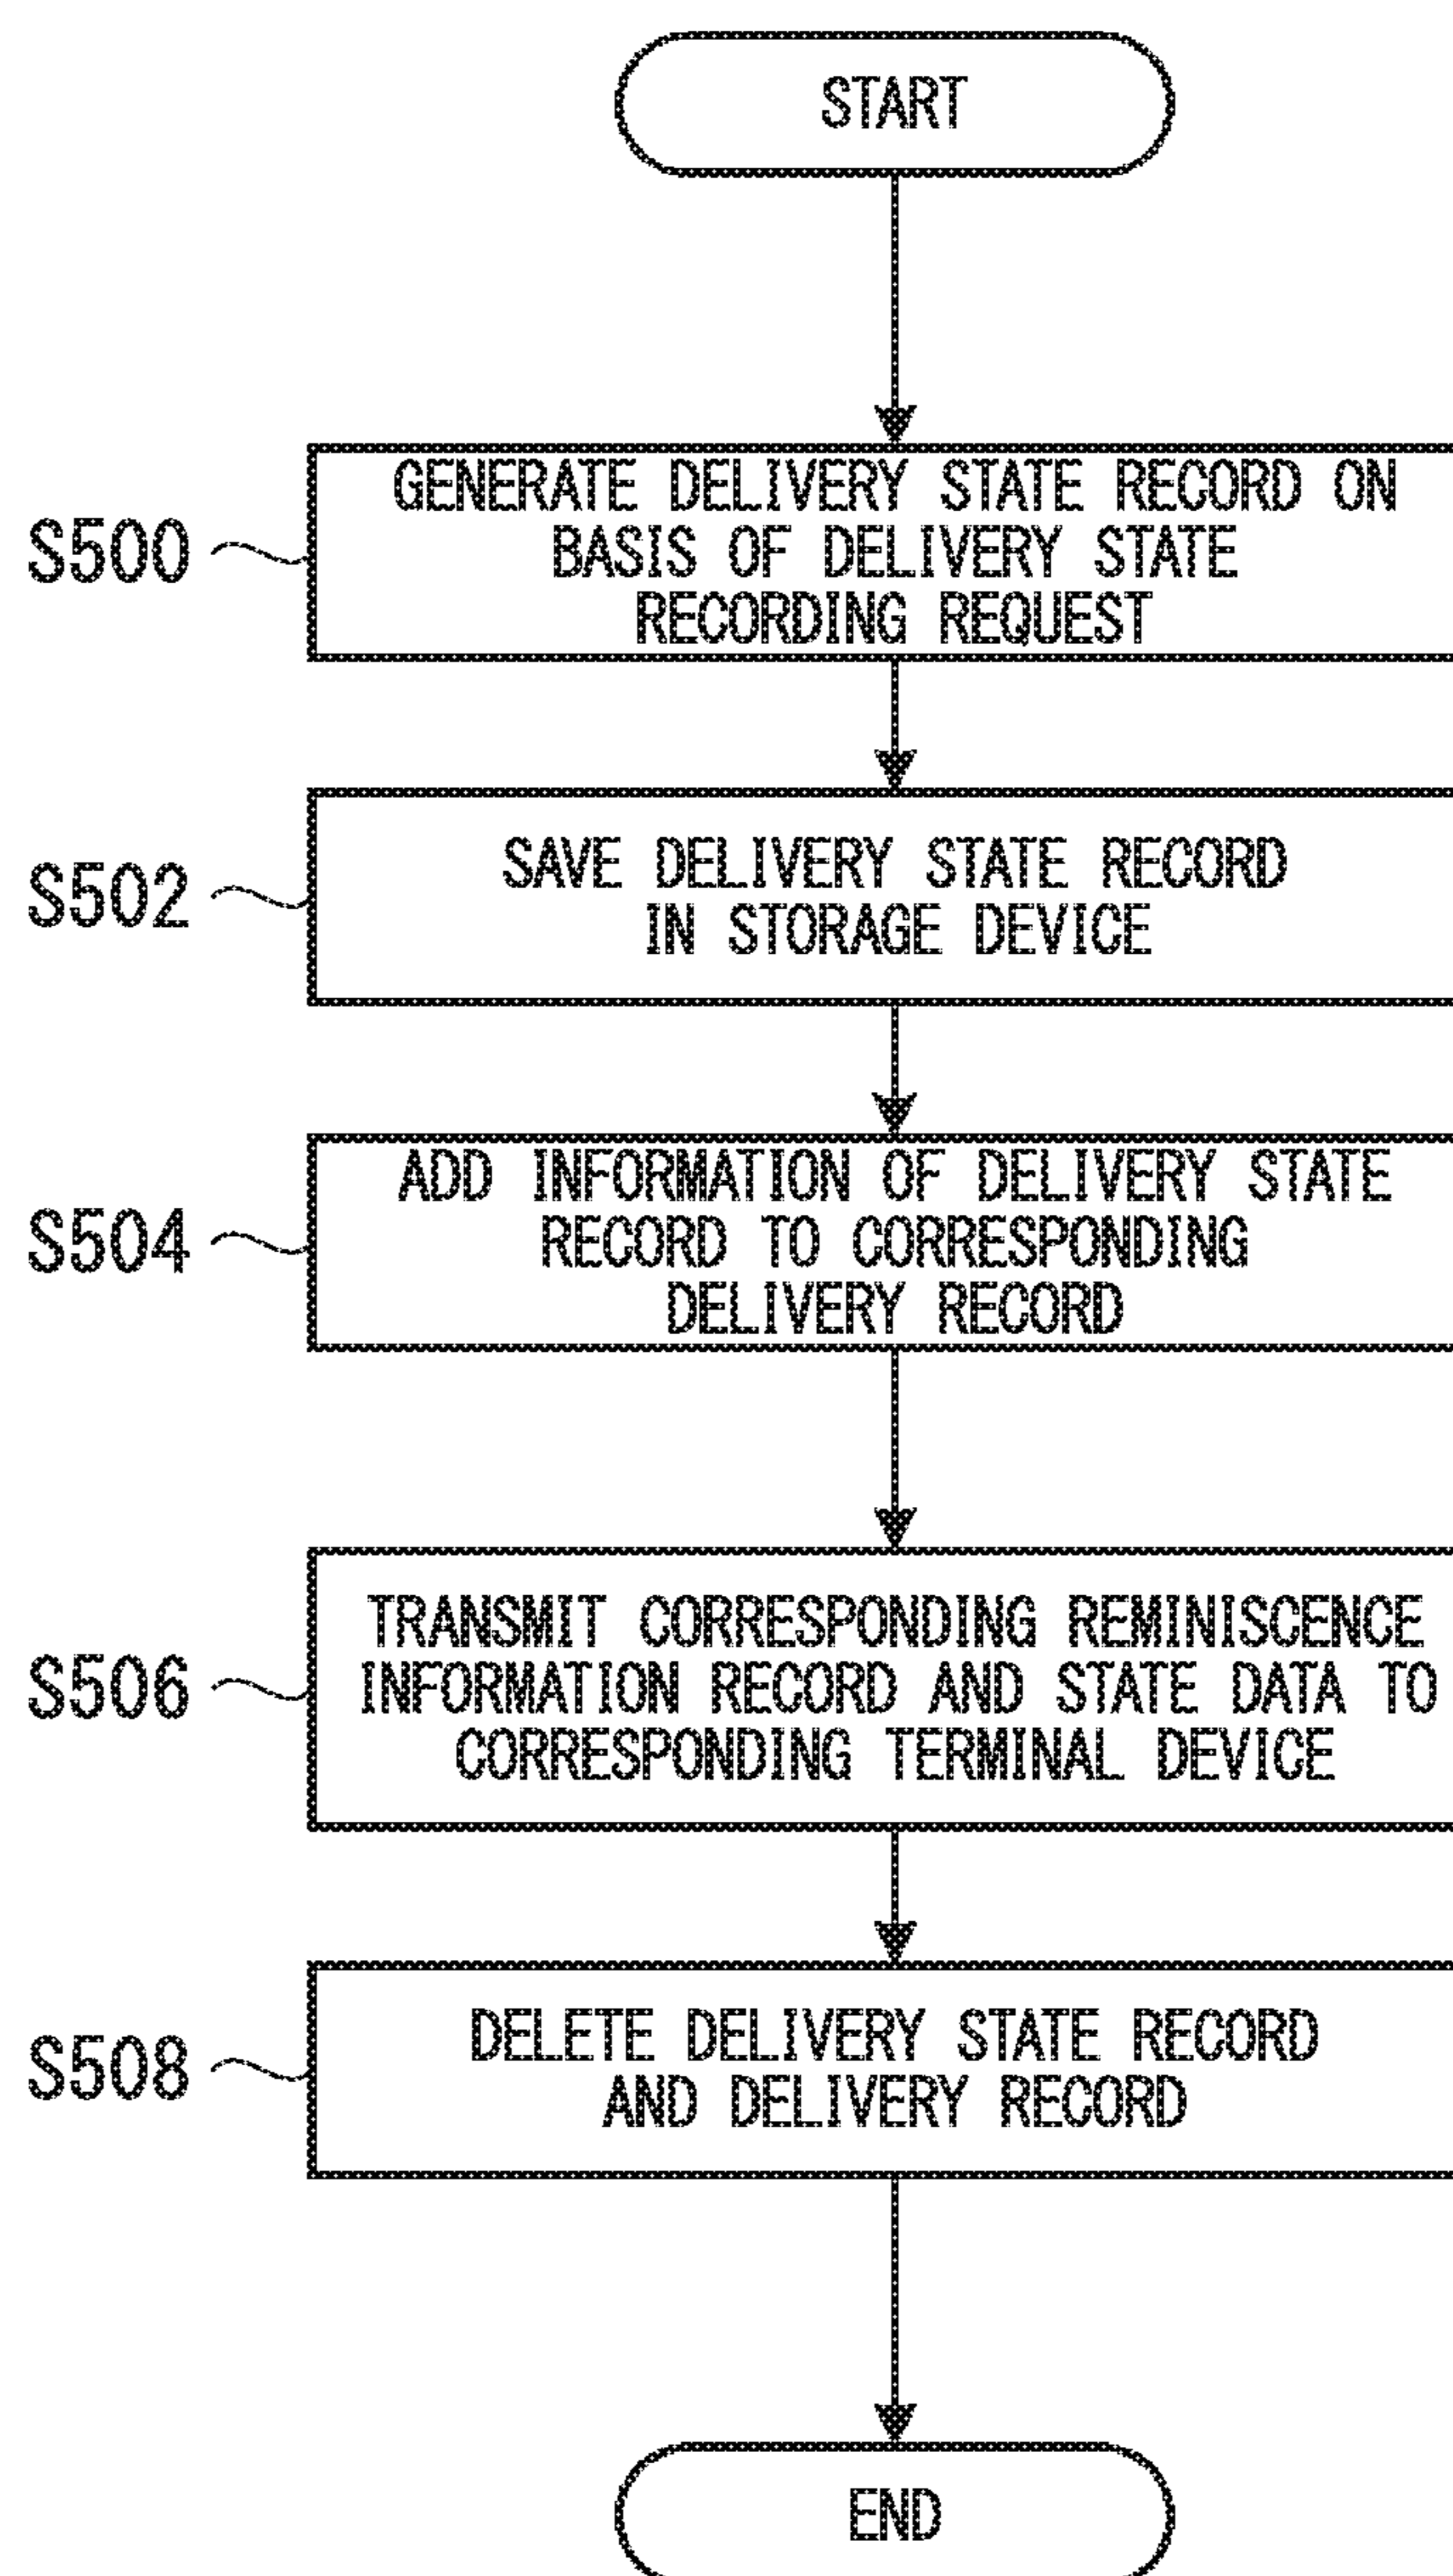 START
S500
GENERATE DELIVERY STATE RECORD ON
BASIS OF DELIVERY STATE
RECORDING REQUEST
S502
SAVE DELIVERY STATE RECORD
IN STORAGE DEVICE
S504
ADD INFORMATION OF DELIVERY STATE
RECORD TO CORRESPONDING
DELIVERY RECORD
S506
TRANSMIT CORRESPONDING REMINISCENCE
INFORMATION RECORD AND STATE DATA TO
CORRESPONDING TERMINAL DEVICE
S508
DELETE DELIVERY STATE RECORD
AND DELIVERY RECORD
END